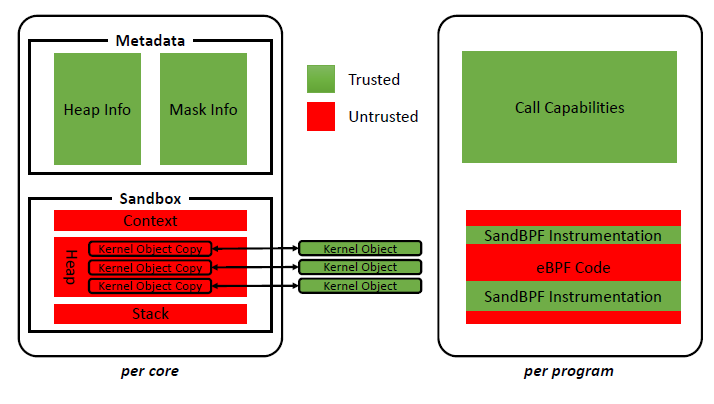 Metadata
Heap Info
Mask Info
Trusted
Untrusted
Call Capabilities
Sandbox
Context
Heap
Kernel Object Copy
Kernel Object Copy
Kernel Object Copy
Stack
Kernel Object
Kernel Object
Kernel Object
SandBPF Instrumentation
eBPF Code
SandBPF Instrumentation
per core
per program